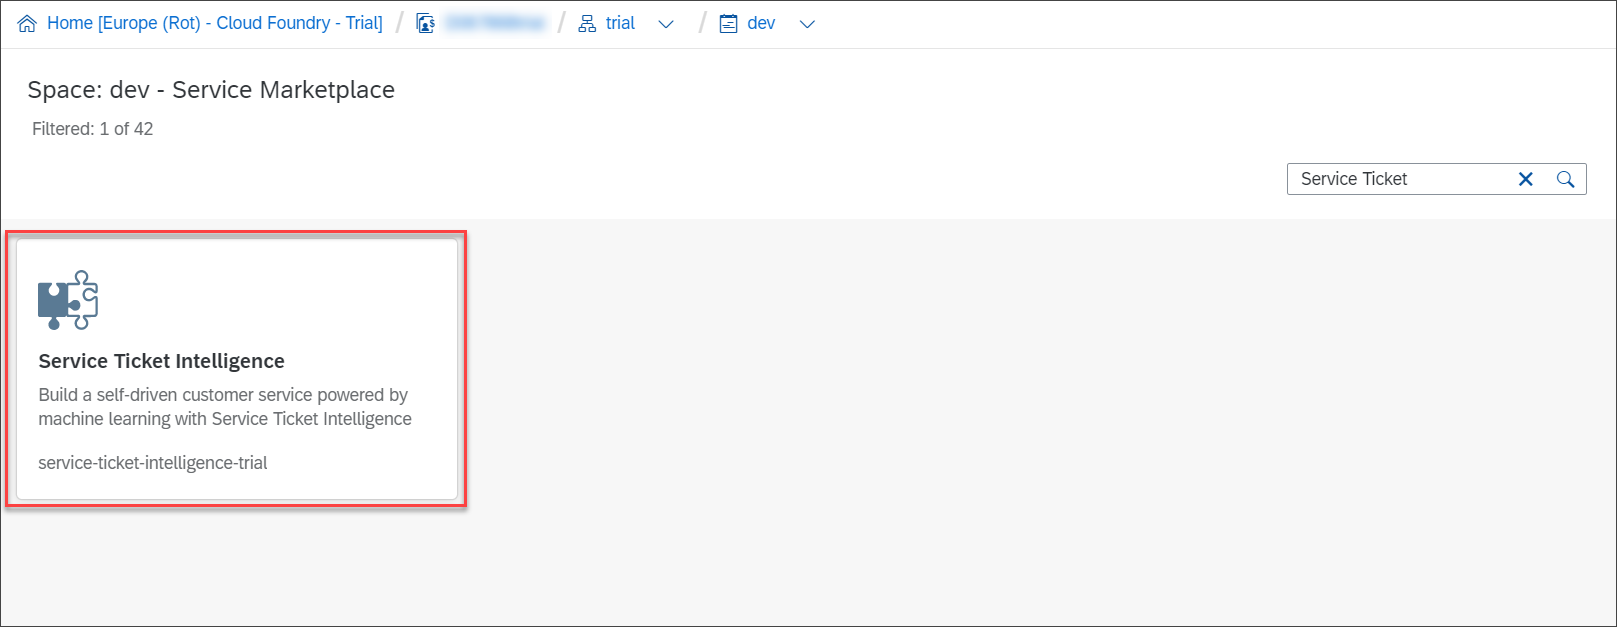 Home [Europe (Rot) - Cloud Foundry - Trial] / / trial / dev
Space: dev - Service Marketplace
Filtered: 1 of 42
Service Ticket
Service Ticket Intelligence
Build a self-driven customer service powered by
machine learning with Service Ticket Intelligence
service-ticket-intelligence-trial